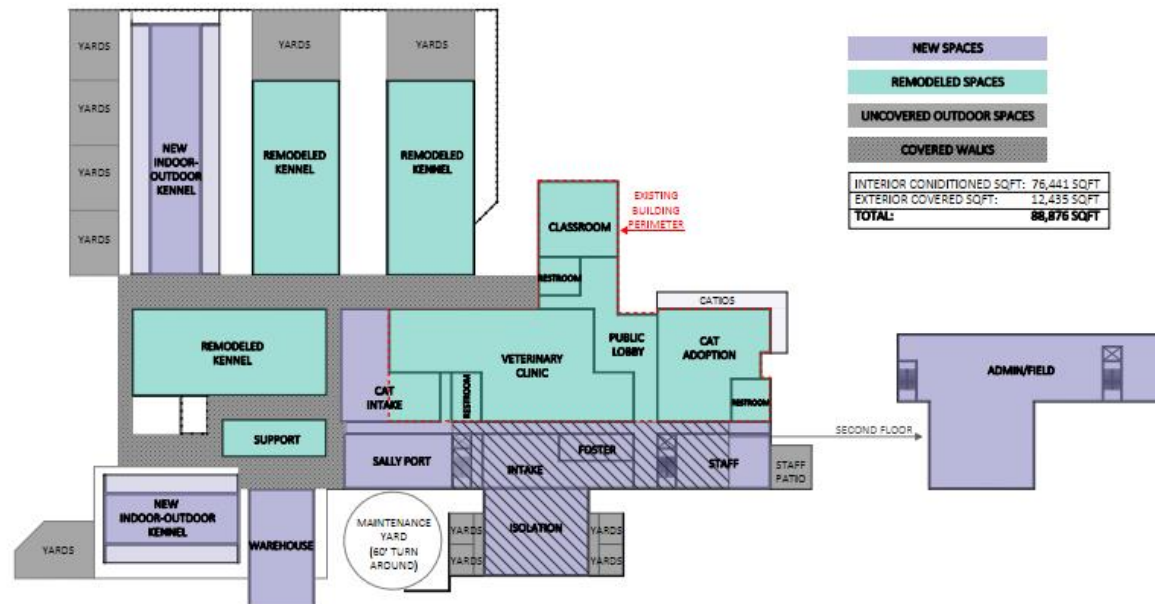 YARDS
YARDS
YARDS
YARDS
NEW
INDOOR-
OUTDOOR
KENNEL
YARDS
REMODELED
KENNEL
YARDS
REMODELED
KENNEL
NEW SPACES
REMODELED SPACES
UNCOVERED OUTDOOR SPACES
COVERED WALKS
INTERIOR CONIDITIONED SQFT: 76,441 SQFT
EXTERIOR COVERED SQFT: 12,435 SQFT
TOTAL: 88,876 SQFT
CLASSROOM
EXISTING
BUILDING
PERIMETER
RESTROOM
CATIOS
REMODELED
KENNEL
PUBLIC
LOBBY
CAT
ADOPTION
VETERINARY
CLINIC
CAT
INTAKE
RESTROOM
RESTROOM
ADMIN/FIELD
SUPPORT
SECOND FLOOR
SALLY PORT
FOSTER
INTAKE
STAFF
STAFF
PATIO
NEW
INDOOR-OUTDOOR
KENNEL
YARDS
WAREHOUSE
MAINTENANCE
YARD
(60' TURN
AROUND)
YARDS
YARDS
ISOLATION
YARDS
YARDS